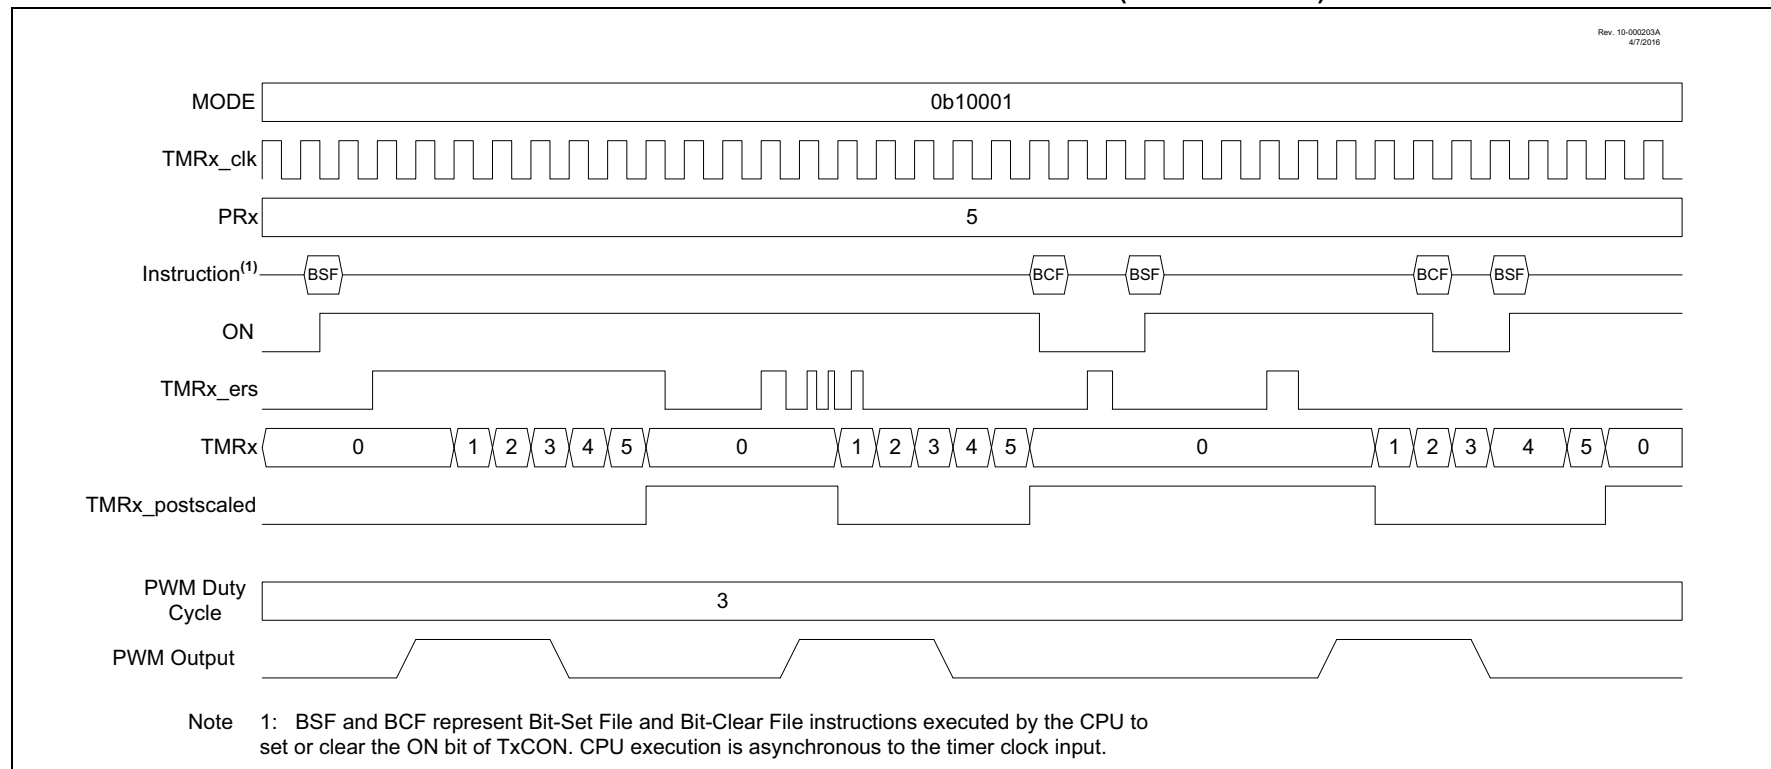 Rev. 10-000203A
4/7/2016
MODE 0b10001
TMRx_clk
PRx 5
Instruction(1) BSF BCF BSF BCF BSF
ON
TMRx_ers
TMRx 0 1 2 3 4 5 0 1 2 3 4 5 0 1 2 3 4 5 0
TMRx_postscaled
PWM Duty
Cycle 3
PWM Output
Note 1: BSF and BCF represent Bit-Set File and Bit-Clear File instructions executed by the CPU to
set or clear the ON bit of TxCON. CPU execution is asynchronous to the timer clock input.